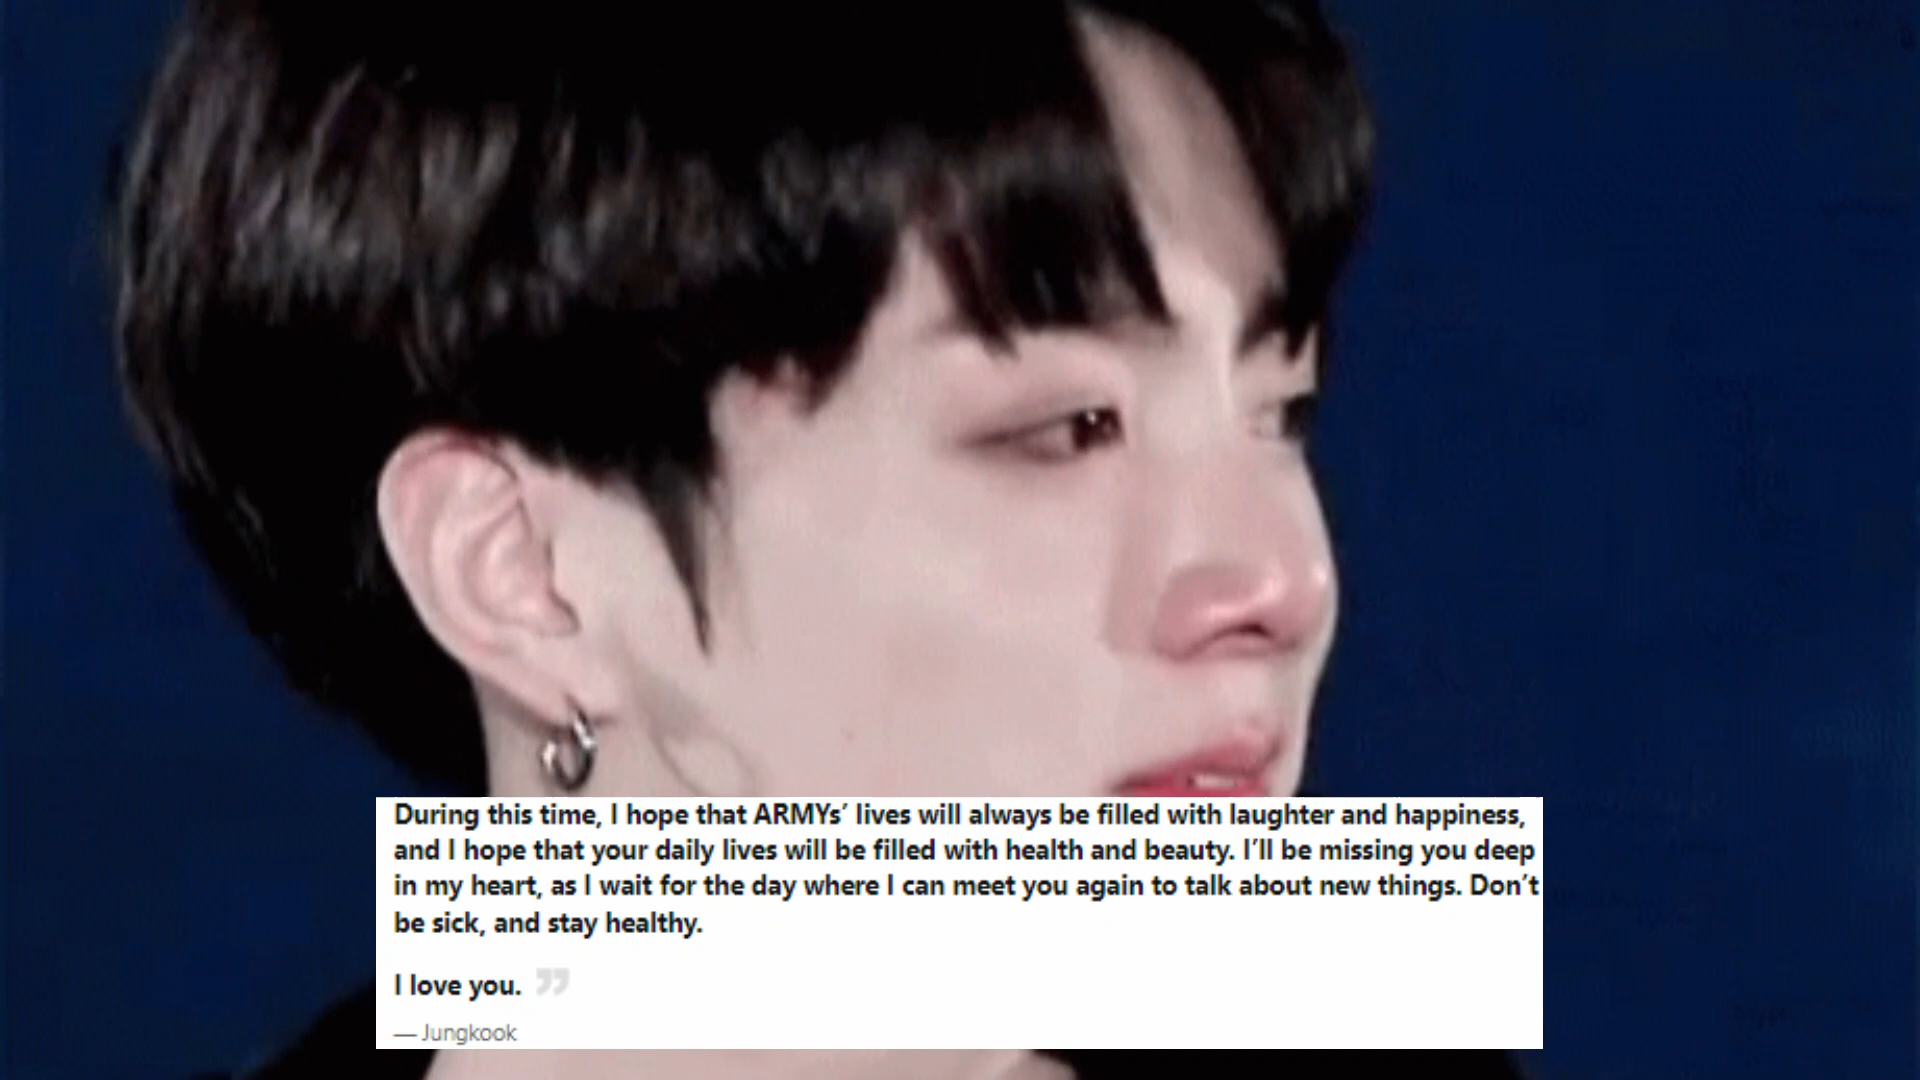 During this time, I hope that ARMYs’ lives will always be filled with laughter and happiness,
and I hope that your daily lives will be filled with health and beauty. I’ll be missing you deep
in my heart, as I wait for the day where I can meet you again to talk about new things. Don’t
be sick, and stay healthy.
I love you. ”
— Jungkook